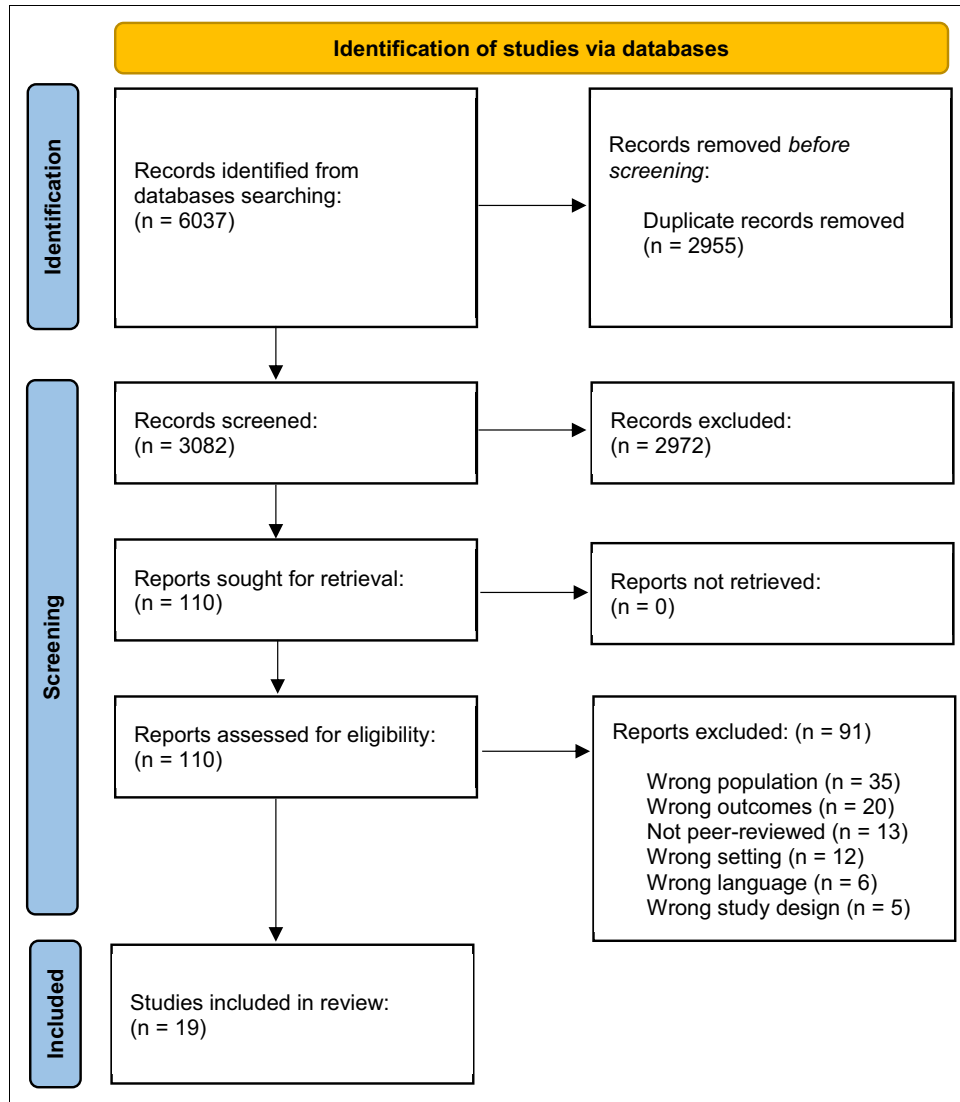 Identification of studies via databases
Identification
Records identified from
databases searching:
(n = 6037)
Records removed before
screening:
Duplicate records removed
(n = 2955)
Screening
Records screened:
(n = 3082)
Records excluded:
(n = 2972)
Reports sought for retrieval:
(n = 110)
Reports not retrieved:
(n = 0)
Reports assessed for eligibility:
(n = 110)
Reports excluded: (n = 91)
Wrong population (n = 35)
Wrong outcomes (n = 20)
Not peer-reviewed (n = 13)
Wrong setting (n = 12)
Wrong language (n = 6)
Wrong study design (n = 5)
Included
Studies included in review:
(n = 19)